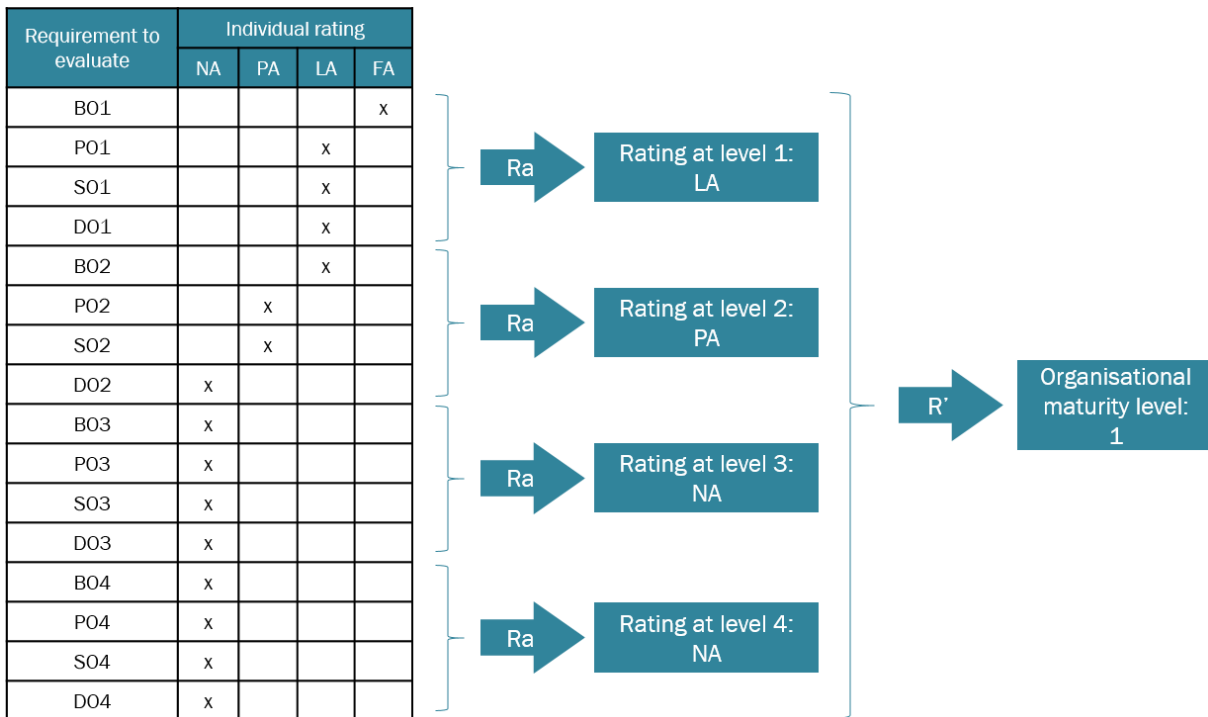 Requirement to evaluate
Individual rating
NA PA LA FA
BO1 x
PO1 x
SO1 x
DO1 x
BO2 x
PO2 x
SO2 x
DO2 x
BO3 x
PO3 x
SO3 x
DO3 x
BO4 x
PO4 x
SO4 x
DO4 x
Ra
Rating at level 1:
LA
Ra
Rating at level 2:
PA
Ra
Rating at level 3:
NA
Ra
Rating at level 4:
NA
R'
Organisational
maturity level:
1